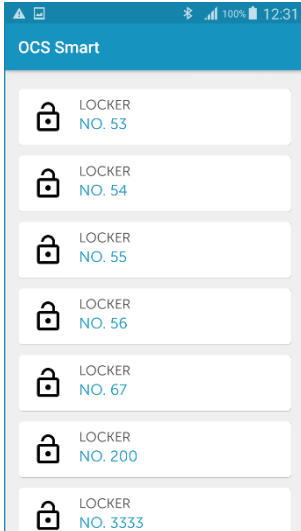 100% 12:31
OCS Smart
LOCKER
NO. 53
LOCKER
NO. 54
LOCKER
NO. 55
LOCKER
NO. 56
LOCKER
NO. 67
LOCKER
NO. 200
LOCKER
NO. 3333